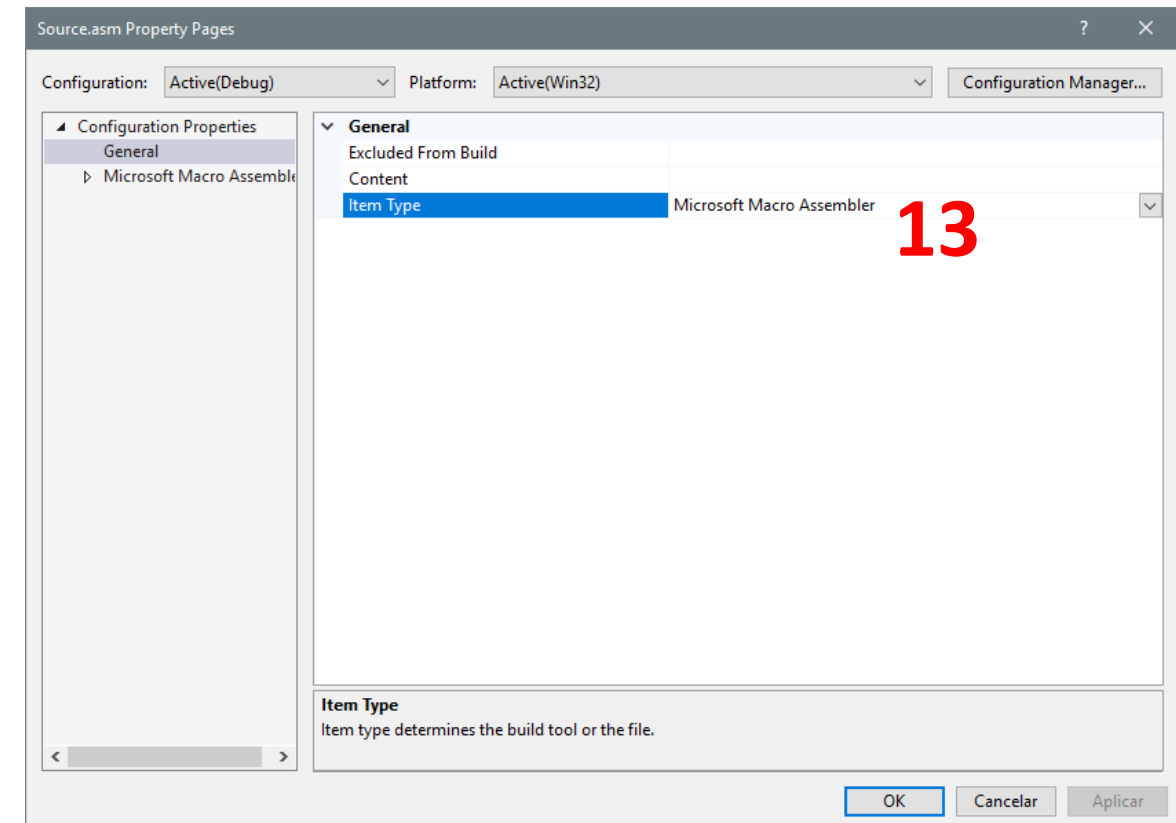 Source.asm Property Pages ?
Configuration: Active(Debug) Platform: Active(Win32) Configuration Manager...
Configuration Properties
General
Microsoft Macro Assemble
General
Excluded From Build
Content
Item Type Microsoft Macro Assembler
13
Item Type
Item type determines the build tool or the file.
OK Cancelar Aplicar